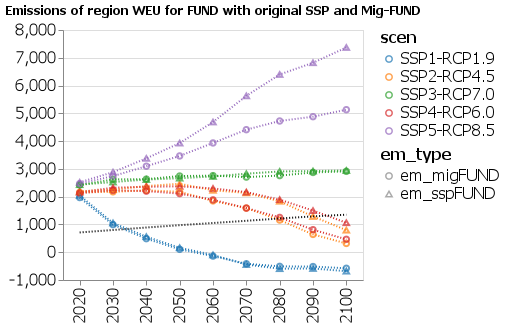 Emissions of region WEU for FUND with original SSP and Mig-FUND
8,000
7,000
6,000
5,000
4,000
3,000
2,000
1,000
0
-1,000
2020
2030
2040
2050
2060
2070
2080
2090
2100
scen
SSP1-RCP1.9
SSP2-RCP4.5
SSP3-RCP7.0
SSP4-RCP6.0
SSP5-RCP8.5
em_type
em_migFUND
em_sspFUND